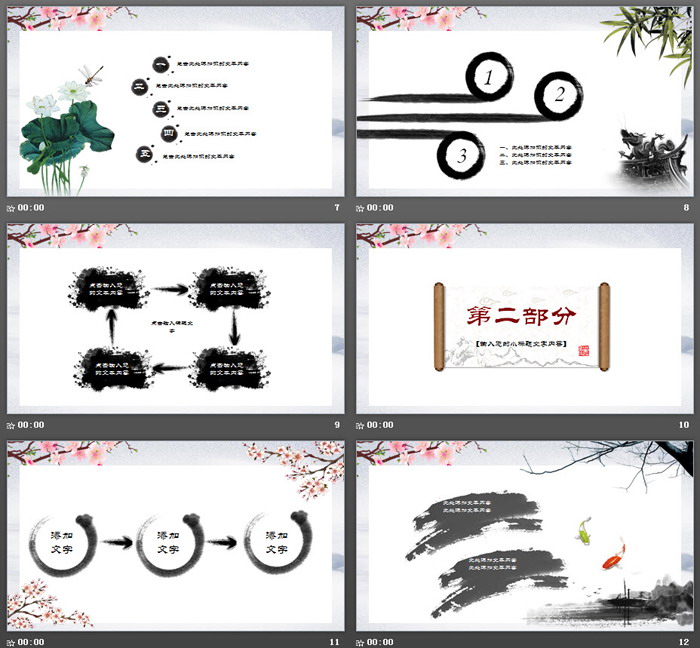 一 点击此处添加您的文本内容
二 点击此处添加您的文本内容
三 点击此处添加您的文本内容
四 点击此处添加您的文本内容
五 点击此处添加您的文本内容
00:00
7
1
2
3
一、此处添加您的文本内容
二、此处添加您的文本内容
三、此处添加您的文本内容
00:00
8
点击输入您
的文本内容
点击输入您
的文本内容
点击输入标题文
字
点击输入您
的文本内容
点击输入您
的文本内容
00:00
9
第二部分
【输入您的小标题文字内容】
00:00
10
添加
文字
添加
文字
添加
文字
00:00
11
此处添加文本内容
此处添加文本内容
此处添加文本内容
此处添加文本内容
00:00
12